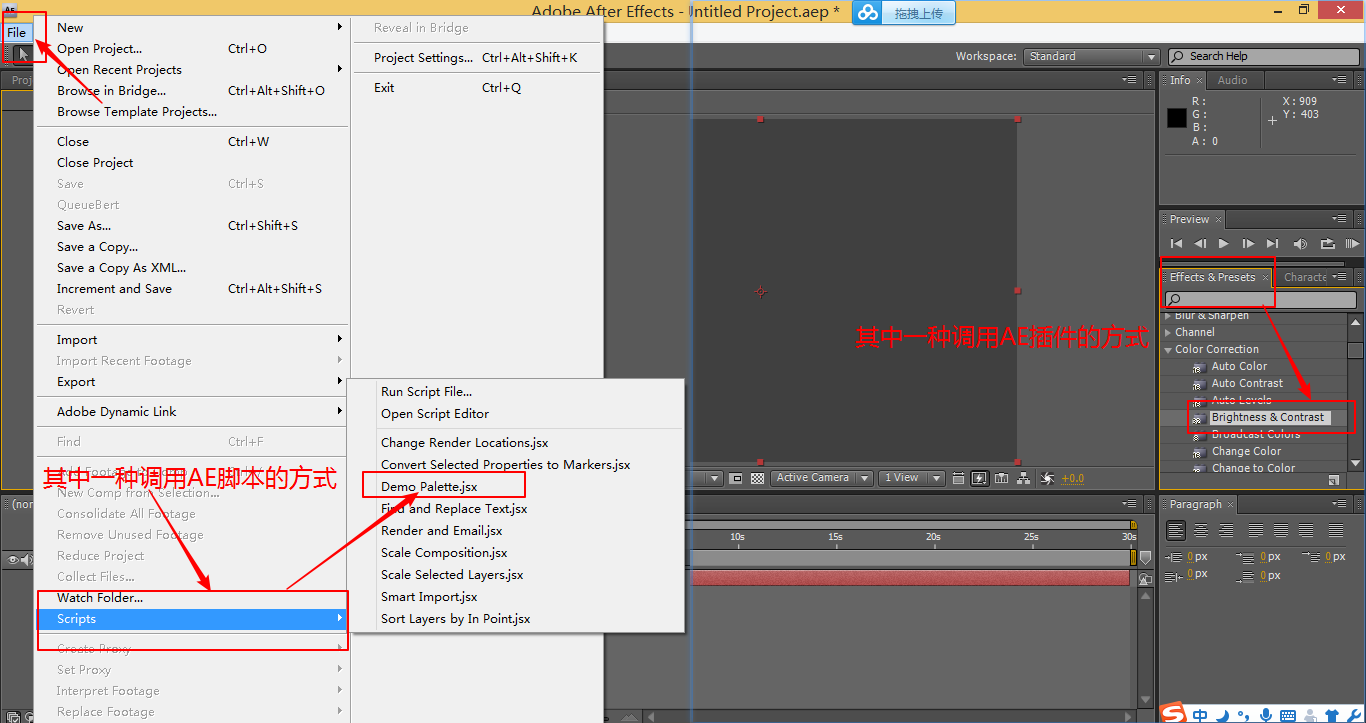 Adobe After Effects - Untitled Project.aep *
拖拽上传
File
New
Open Project... Ctrl+O
Open Recent Projects
Browse in Bridge... Ctrl+Alt+Shift+O
Browse Template Projects...
Close Ctrl+W
Close Project
Save Ctrl+S
QueueBert
Save As... Ctrl+Shift+S
Save a Copy...
Save a Copy As XML...
Increment and Save Ctrl+Alt+Shift+S
Revert
Import
Import Recent Footage
Export
Adobe Dynamic Link
Find Ctrl+F
其中一种调用AE脚本的方式
New Comp from Selection...
Consolidate All Footage
Remove Unused Footage
Reduce Project
Collect Files...
Watch Folder...
Scripts
Create Proxy
Set Proxy
Interpret Footage
Replace Footage
Reveal in Bridge
Project Settings... Ctrl+Alt+Shift+K
Exit Ctrl+Q
Run Script File...
Open Script Editor
Change Render Locations.jsx
Convert Selected Properties to Markers.jsx
Demo Palette.jsx
Find and Replace Text.jsx
Render and Email.jsx
Scale Composition.jsx
Scale Selected Layers.jsx
Smart Import.jsx
Sort Layers by In Point.jsx
Workspace: Standard
Search Help
其中一种调用AE插件的方式
Active Camera
1 View
+0.0
10s 15s 20s 25s 30s
Info
Audio
R:
G:
B:
A: 0
X: 909
Y: 403
Preview
Effects & Presets
Blur & Sharpen
Channel
Color Correction
Auto Color
Auto Contrast
Auto Levels
Brightness & Contrast
Broadcast Colors
Change Color
Change to Color
Paragraph
0 px 0 px 0 px
0 px 0 px
中